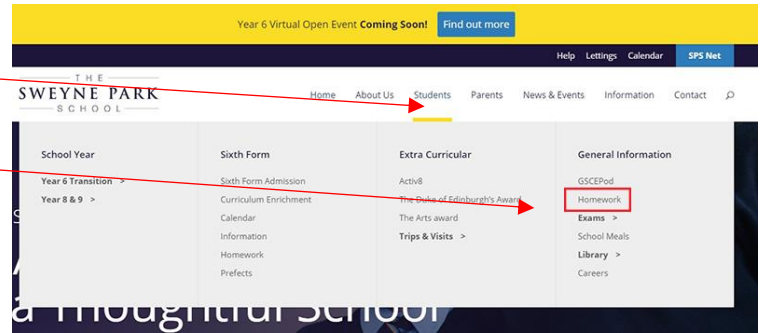 Year 6 Virtual Open Event Coming Soon! Find out more
Help Lettings Calendar SPS Net
THE
SWEYNE PARK
SCHOOL
Home About Us Students Parents News & Events Information Contact
School Year
Year 6 Transition >
Year 8 & 9 >
Sixth Form
Sixth Form Admission
Curriculum Enrichment
Calendar
Information
Homework
Prefects
Extra Curricular
Activ8
The Duke of Edinburgh's Award
The Arts award
Trips & Visits >
General Information
GSCEPod
Homework
Exams >
School Meals
Library >
Careers
a Thoughtful School